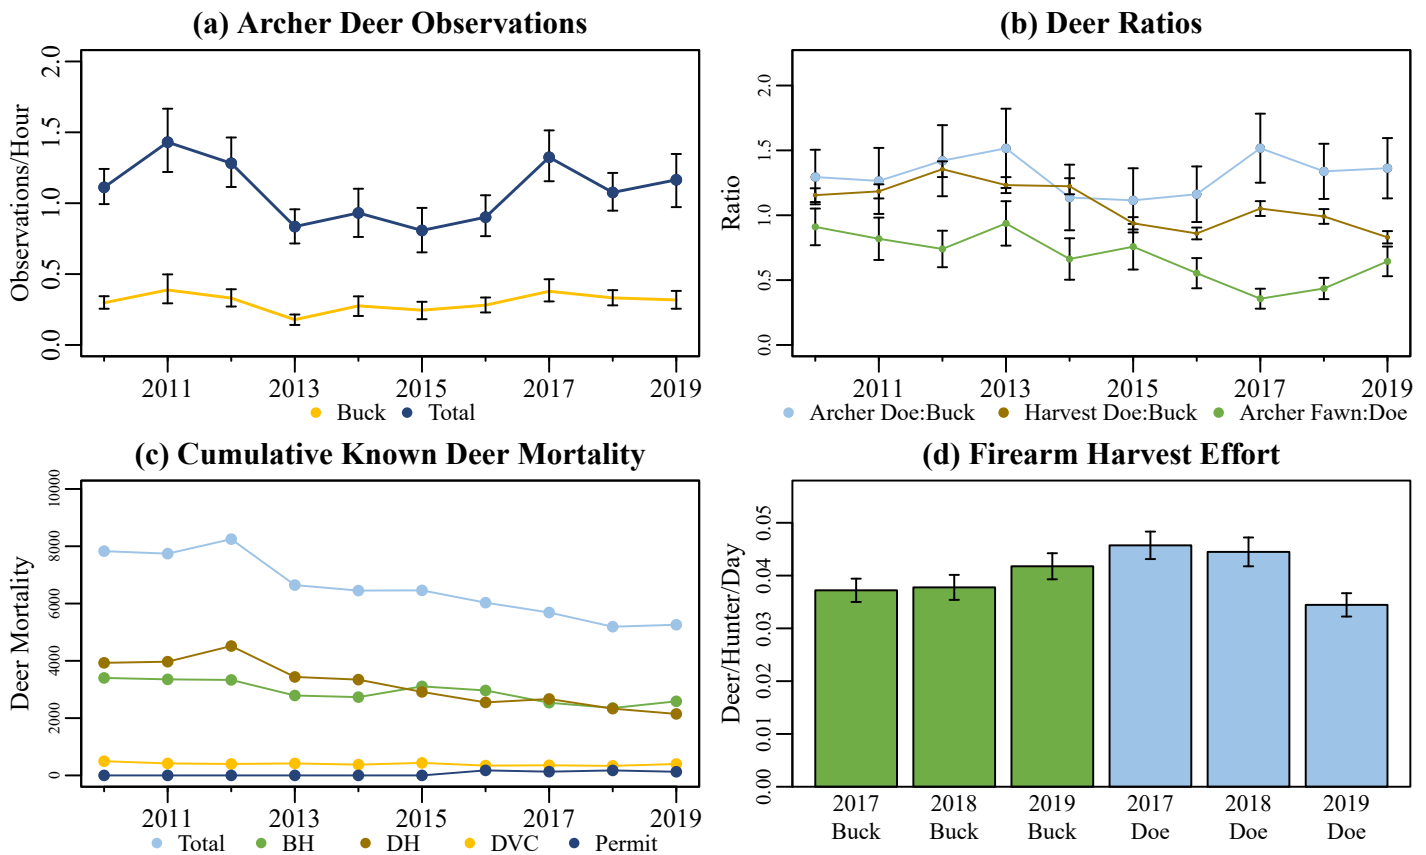 (a) Archer Deer Observations
Observations/Hour
2.0
1.5
1.0
0.5
0.0
2011 2013 2015 2017 2019
Buck Total
(b) Deer Ratios
Ratio
2.0
1.5
1.0
0.5
0.0
2011 2013 2015 2017 2019
Archer Doe:Buck Harvest Doe:Buck Archer Fawn:Doe
(c) Cumulative Known Deer Mortality
Deer Mortality
10000
8000
6000
4000
2000
0
2011 2013 2015 2017 2019
Total BH DH DVC Permit
(d) Firearm Harvest Effort
Deer/Hunter/Day
0.05
0.04
0.03
0.02
0.01
0.00
2017 2018 2019 2017 2018 2019
Buck Buck Buck Doe Doe Doe